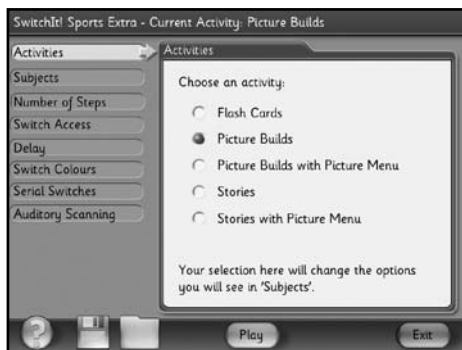 SwitchIt! Sports Extra - Current Activity: Picture Builds
Activities
Subjects
Number of Steps
Switch Access
Delay
Switch Colours
Serial Switches
Auditory Scanning
Activities
Choose an activity:
Flash Cards
Picture Builds
Picture Builds with Picture Menu
Stories
Stories with Picture Menu
Your selection here will change the options
you will see in 'Subjects'.
?
Play
Exit